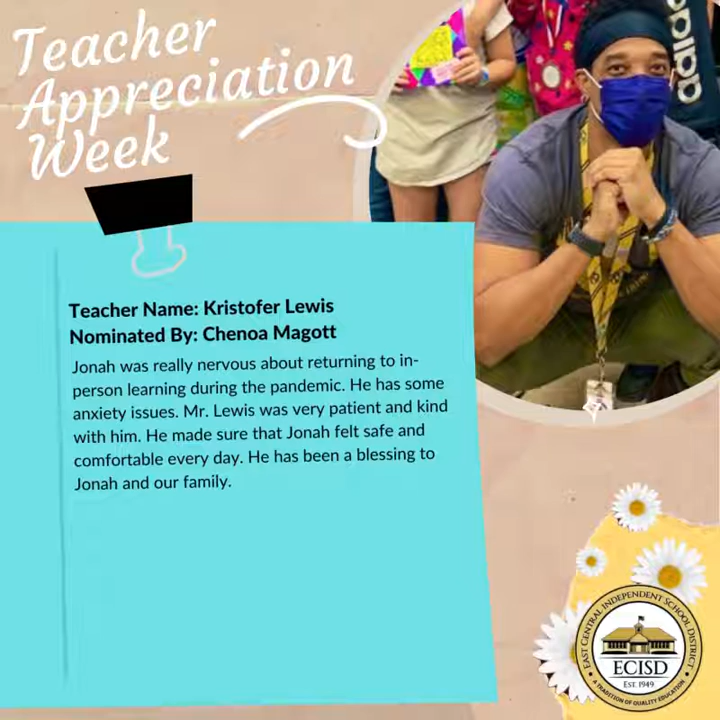 Teacher
Appreciation
Week
adidas
Teacher Name: Kristofer Lewis
Nominated By: Chenoa Magott
Jonah was really nervous about returning to in-
person learning during the pandemic. He has some
anxiety issues. Mr. Lewis was very patient and kind
with him. He made sure that Jonah felt safe and
comfortable every day. He has been a blessing to
Jonah and our family.
EAST CENTRAL INDEPENDENT SCHOOL DISTRICT
ECISD
EST. 1949
A TRADITION OF QUALITY EDUCATION